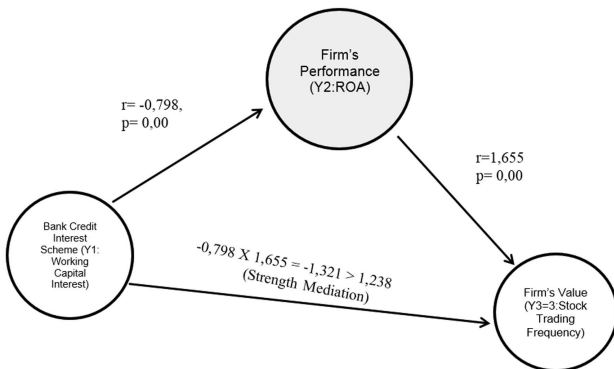 Firm's
Performance
(Y2:ROA)
r= -0,798,
p= 0,00
r=1,655
p= 0,00
Bank Credit
Interest
Scheme (Y1:
Working
Capital
Interest)
-0,798 X 1,655 = -1,321 > 1,238
(Strength Mediation)
Firm's Value
(Y3=3:Stock
Trading
Frequency)